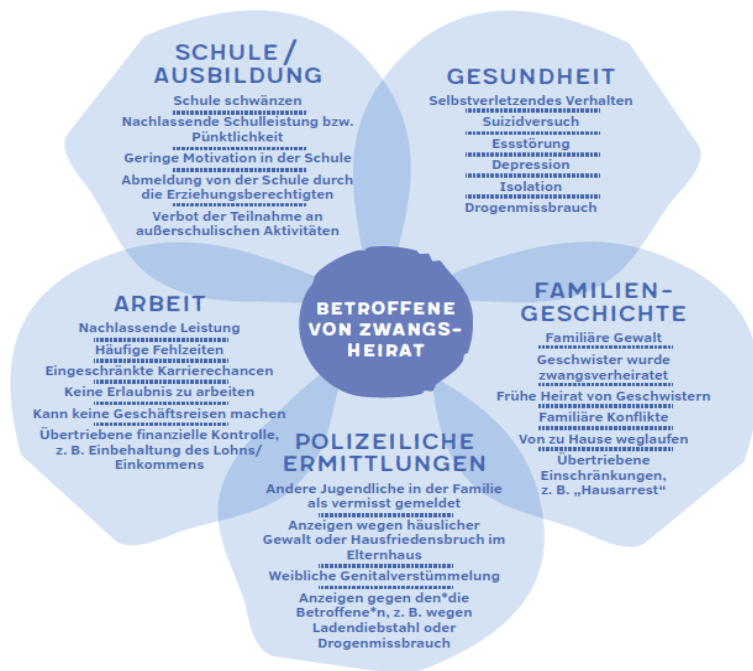 SCHULE/
AUSBILDUNG
Schule schwänzen
Nachlassende Schulleistung bzw.
Pünktlichkeit
Geringe Motivation in der Schule
Abmeldung von der Schule durch
die Erziehungsberechtigten
Verbot der Teilnahme an
außerschulischen Aktivitäten
GESUNDHEIT
Selbstverletzendes Verhalten
Suizidversuch
Essstörung
Depression
Isolation
Drogenmissbrauch
BETROFFENE
VON ZWANGS-
HEIRAT
ARBEIT
Nachlassende Leistung
Häufige Fehlzeiten
Eingeschränkte Karrierechancen
Keine Erlaubnis zu arbeiten
Kann keine Geschäftsreisen machen
Übertriebene finanzielle Kontrolle,
z. B. Einbehaltung des Lohns/
Einkommens
FAMILIEN-
GESCHICHTE
Familiäre Gewalt
Geschwister wurde
zwangsverheiratet
Frühe Heirat von Geschwistern
Familiäre Konflikte
Von zu Hause weglaufen
Übertriebene
Einschränkungen,
z. B. „Hausarrest“
POLIZEILICHE
ERMITTLUNGEN
Andere Jugendliche in der Familie
als vermisst gemeldet
Anzeigen wegen häuslicher
Gewalt oder Hausfriedensbruch im
Elternhaus
Weibliche Genitalverstümmelung
Anzeigen gegen den*die
Betroffene*n, z. B. wegen
Ladendiebstahl oder
Drogenmissbrauch